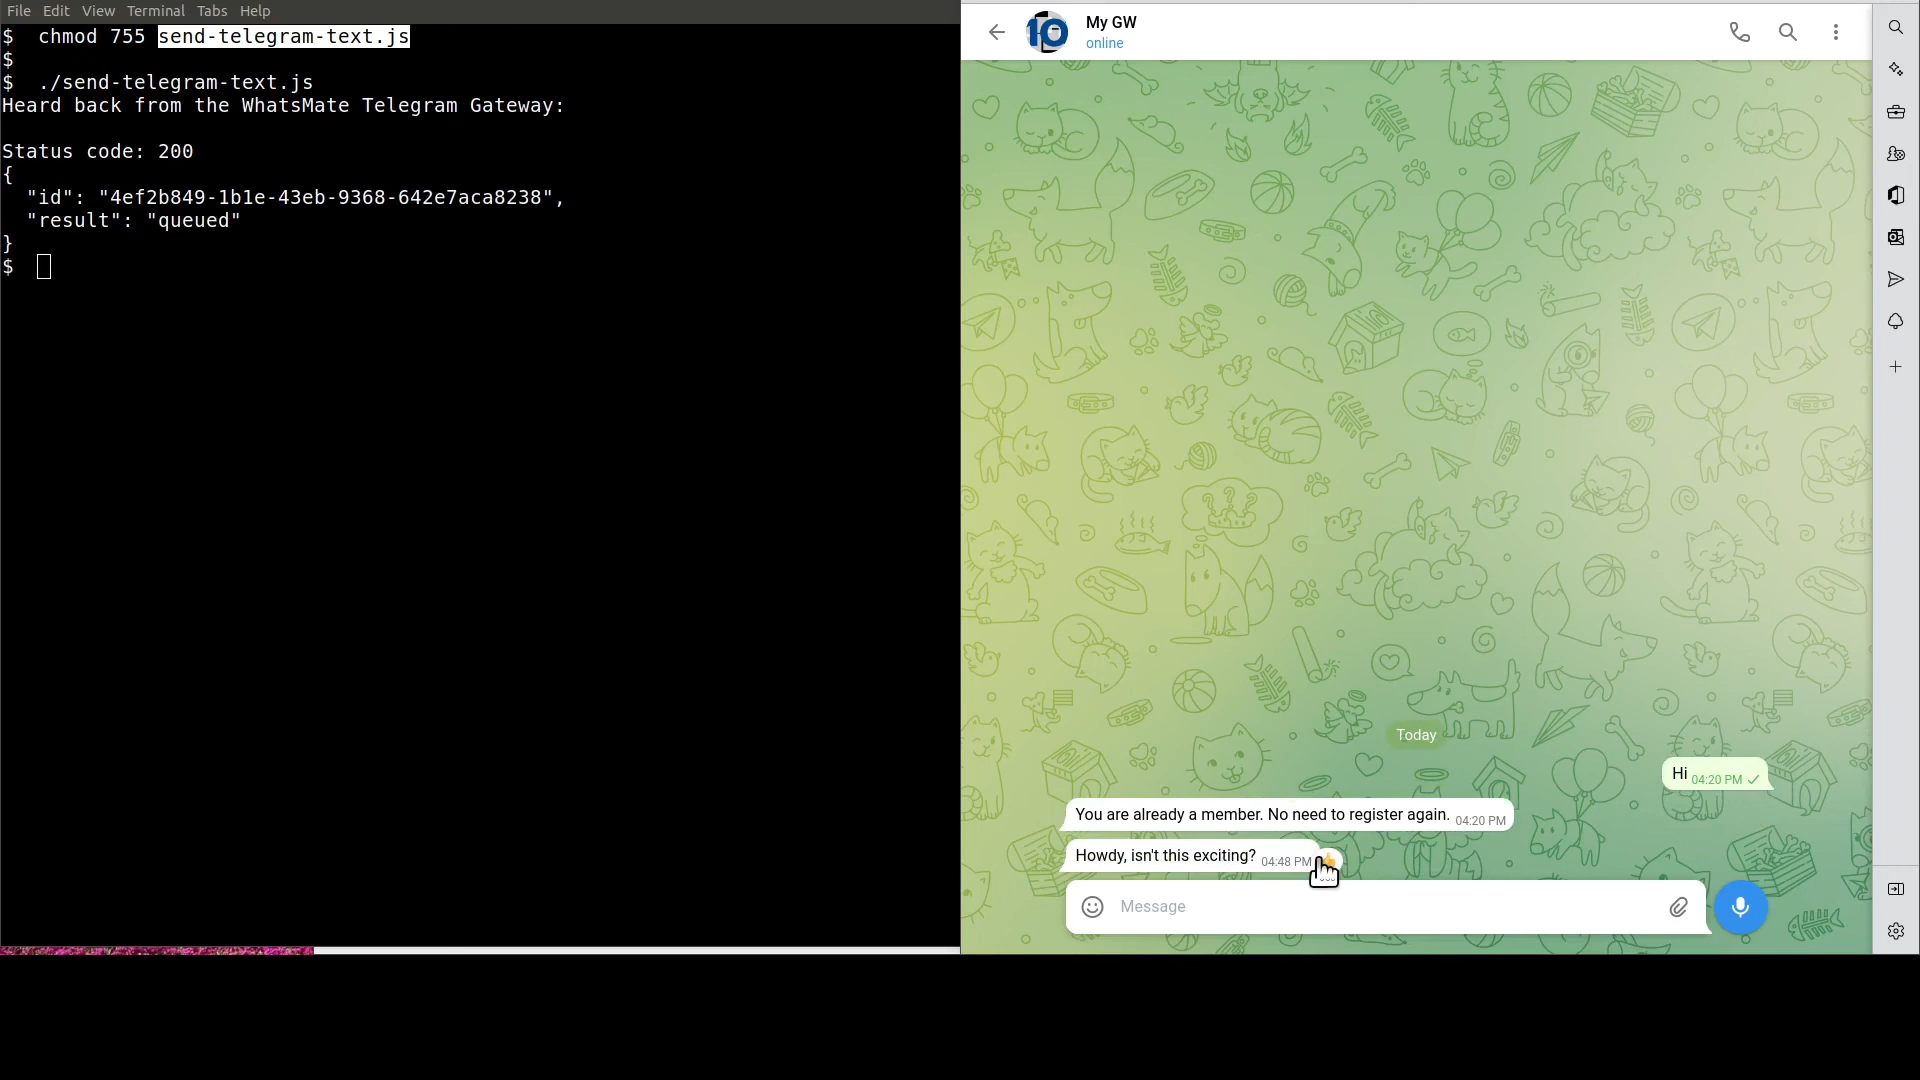 File Edit View Terminal Tabs Help
$ chmod 755 send-telegram-text.js
$
$ ./send-telegram-text.js
Heard back from the WhatsMate Telegram Gateway:
Status code: 200
{
"id": "4ef2b849-1b1e-43eb-9368-642e7aca8238",
"result": "queued"
}
$
10
My GW
online
Today
Hi 04:20 PM
You are already a member. No need to register again. 04:20 PM
Howdy, isn't this exciting? 04:48 PM
Message